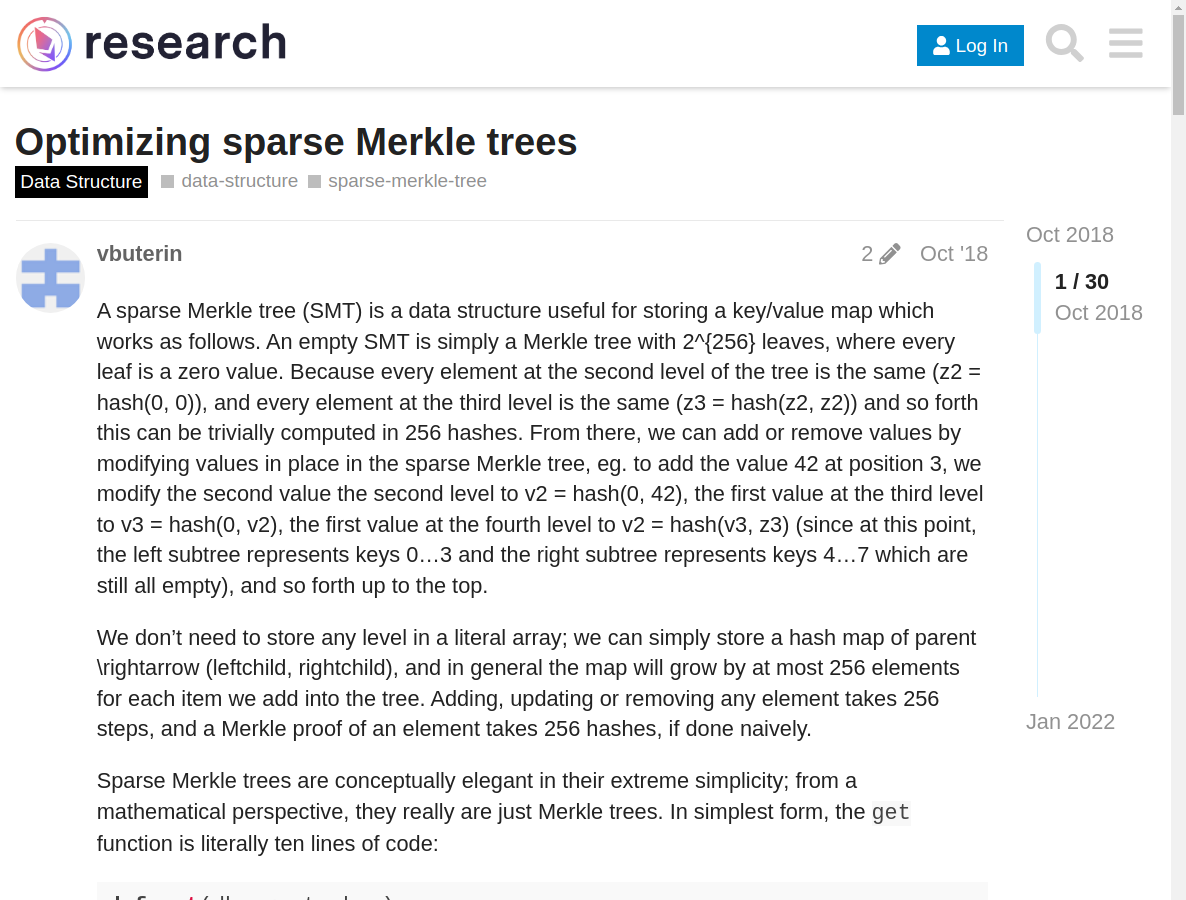 research
Log In
Optimizing sparse Merkle trees
Data Structure data-structure sparse-merkle-tree
Oct 2018
vbuterin 2 Oct '18
1 / 30
Oct 2018
A sparse Merkle tree (SMT) is a data structure useful for storing a key/value map which
works as follows. An empty SMT is simply a Merkle tree with 2^{256} leaves, where every
leaf is a zero value. Because every element at the second level of the tree is the same (z2 =
hash(0, 0)), and every element at the third level is the same (z3 = hash(z2, z2)) and so forth
this can be trivially computed in 256 hashes. From there, we can add or remove values by
modifying values in place in the sparse Merkle tree, eg. to add the value 42 at position 3, we
modify the second value the second level to v2 = hash(0, 42), the first value at the third level
to v3 = hash(0, v2), the first value at the fourth level to v2 = hash(v3, z3) (since at this point,
the left subtree represents keys 0…3 and the right subtree represents keys 4…7 which are
still all empty), and so forth up to the top.
We don’t need to store any level in a literal array; we can simply store a hash map of parent
\rightarrow (leftchild, rightchild), and in general the map will grow by at most 256 elements
for each item we add into the tree. Adding, updating or removing any element takes 256
steps, and a Merkle proof of an element takes 256 hashes, if done naively.
Jan 2022
Sparse Merkle trees are conceptually elegant in their extreme simplicity; from a
mathematical perspective, they really are just Merkle trees. In simplest form, the get
function is literally ten lines of code: